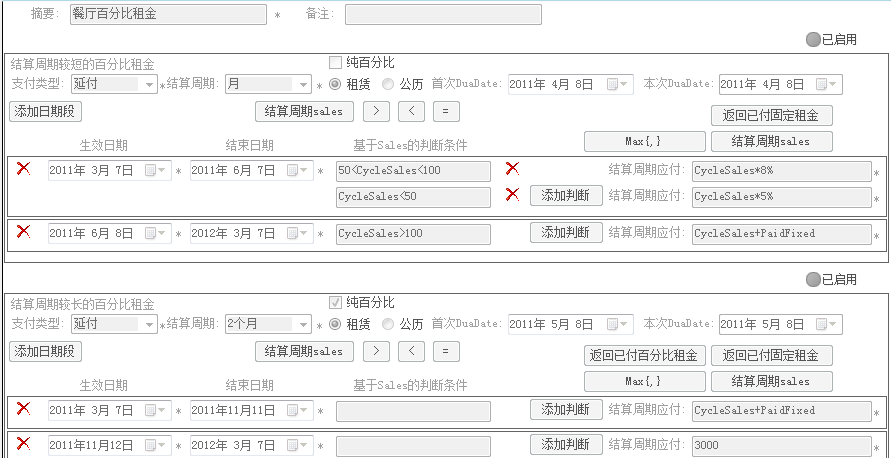 摘要: 餐厅百分比租金 * 备注:
已启用
结算周期较短的百分比租金 纯百分比
支付类型: 延付 *结算周期: 月 * 租赁 公历 首次DuaDate: 2011年 4月 8日 本次DuaDate: 2011年 4月 8日
添加日期段 结算周期sales > < = 返回已付固定租金
生效日期 结束日期 基于Sales的判断条件 Max{,} 结算周期sales
2011年 3月 7日 * 2011年 6月 7日 * 50<CycleSales<100 结算周期应付: CycleSales*8% *
CycleSales<50 添加判断 结算周期应付: CycleSales*5% *
2011年 6月 8日 * 2012年 3月 7日 * CycleSales>100 添加判断 结算周期应付: CycleSales+PaidFixed *
已启用
结算周期较长的百分比租金 纯百分比
支付类型: 延付 *结算周期: 2个月 * 租赁 公历 首次DuaDate: 2011年 5月 8日 本次DuaDate: 2011年 5月 8日
添加日期段 结算周期sales > < = 返回已付百分比租金 返回已付固定租金
生效日期 结束日期 基于Sales的判断条件 Max{,} 结算周期sales
2011年 3月 7日 * 2011年11月11日 * 添加判断 结算周期应付: CycleSales+PaidFixed *
2011年11月12日 * 2012年 3月 7日 * 添加判断 结算周期应付: 3000 *